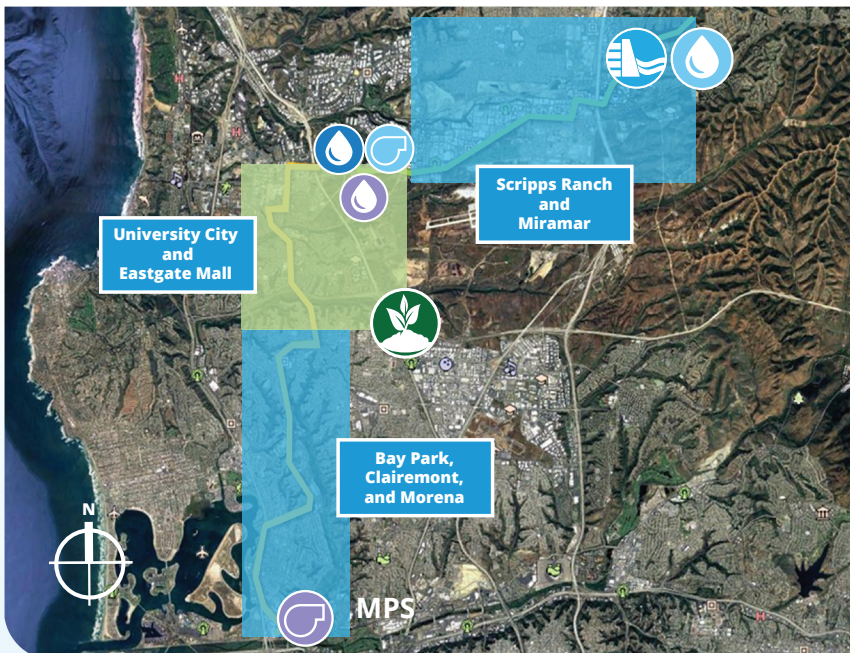 Scripps Ranch
and
Miramar
University City
and
Eastgate Mall
Bay Park,
Clairemont,
and Morena
N
MPS